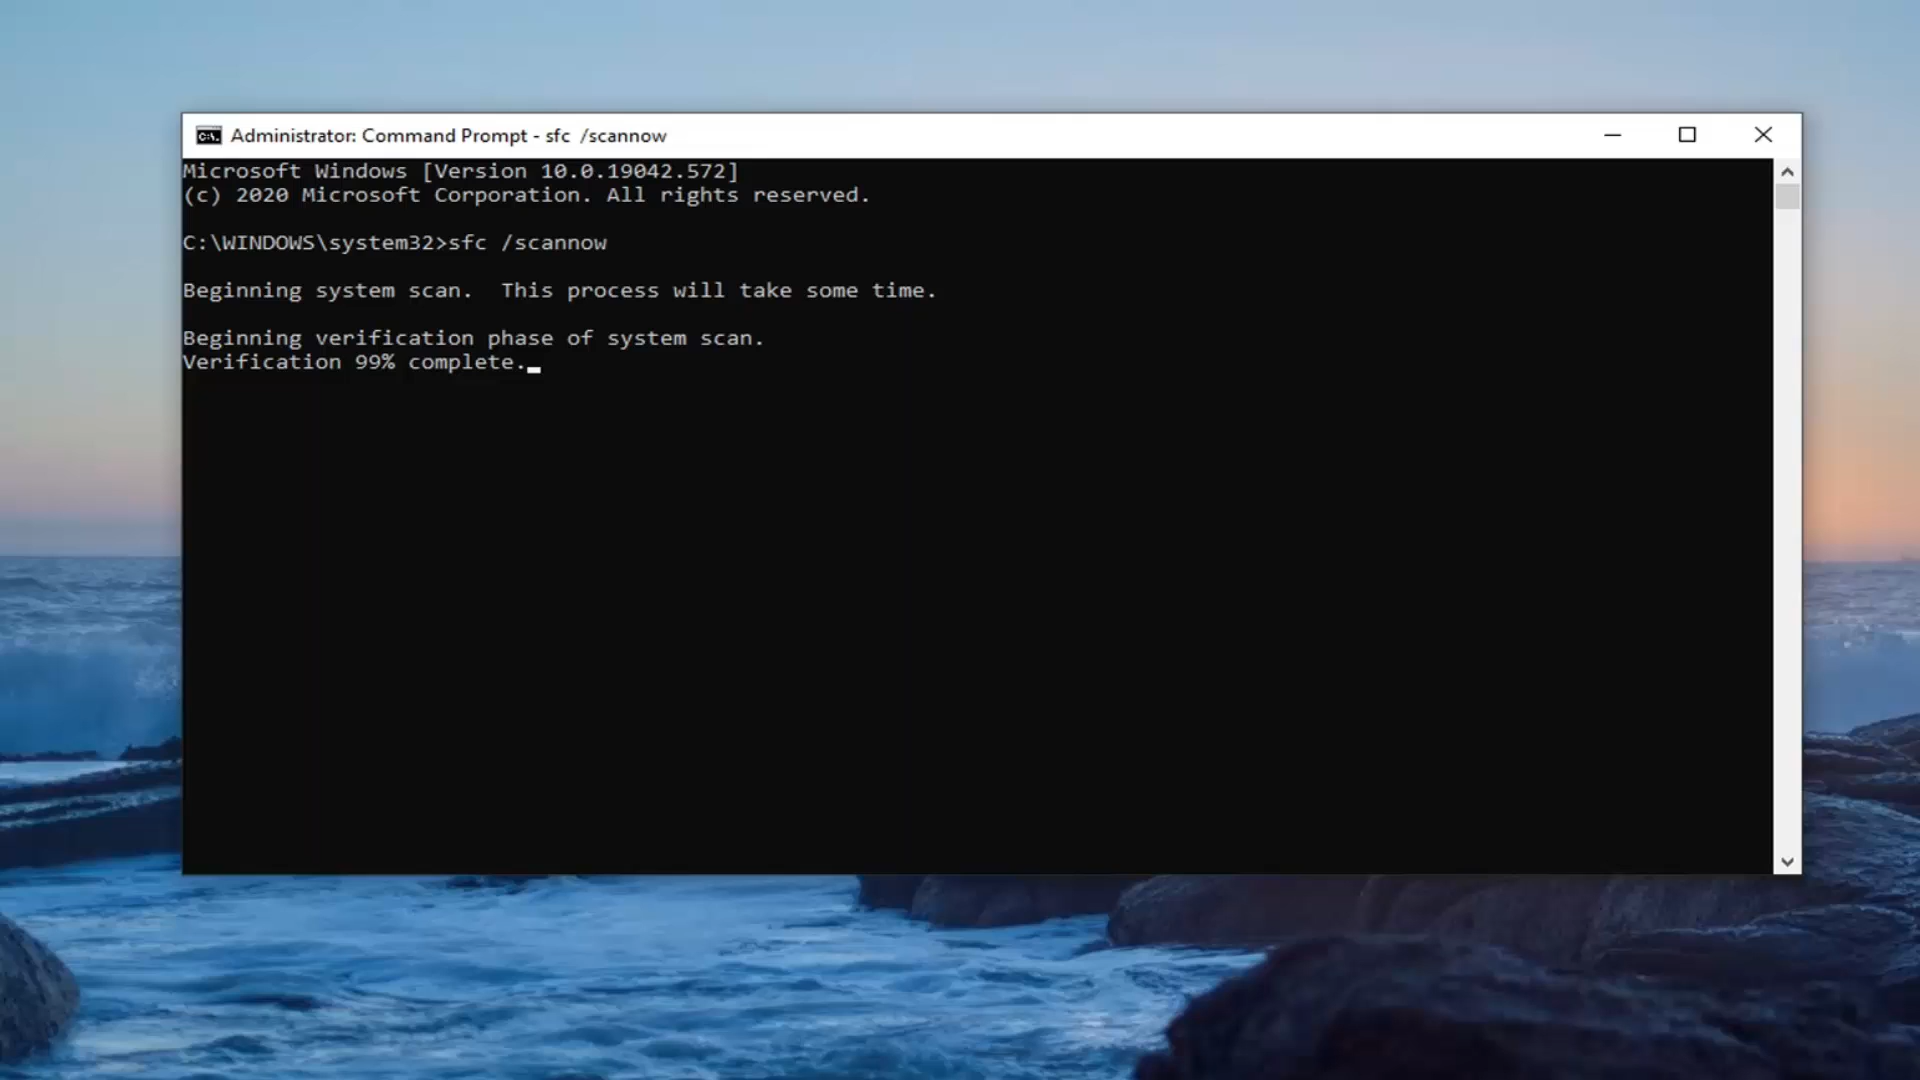 Administrator: Command Prompt - sfc  /scannow
Microsoft Windows [Version 10.0.19042.572]
(c) 2020 Microsoft Corporation. All rights reserved.
C:\WINDOWS\system32>sfc /scannow
Beginning system scan.  This process will take some time.
Beginning verification phase of system scan.
Verification 99% complete.